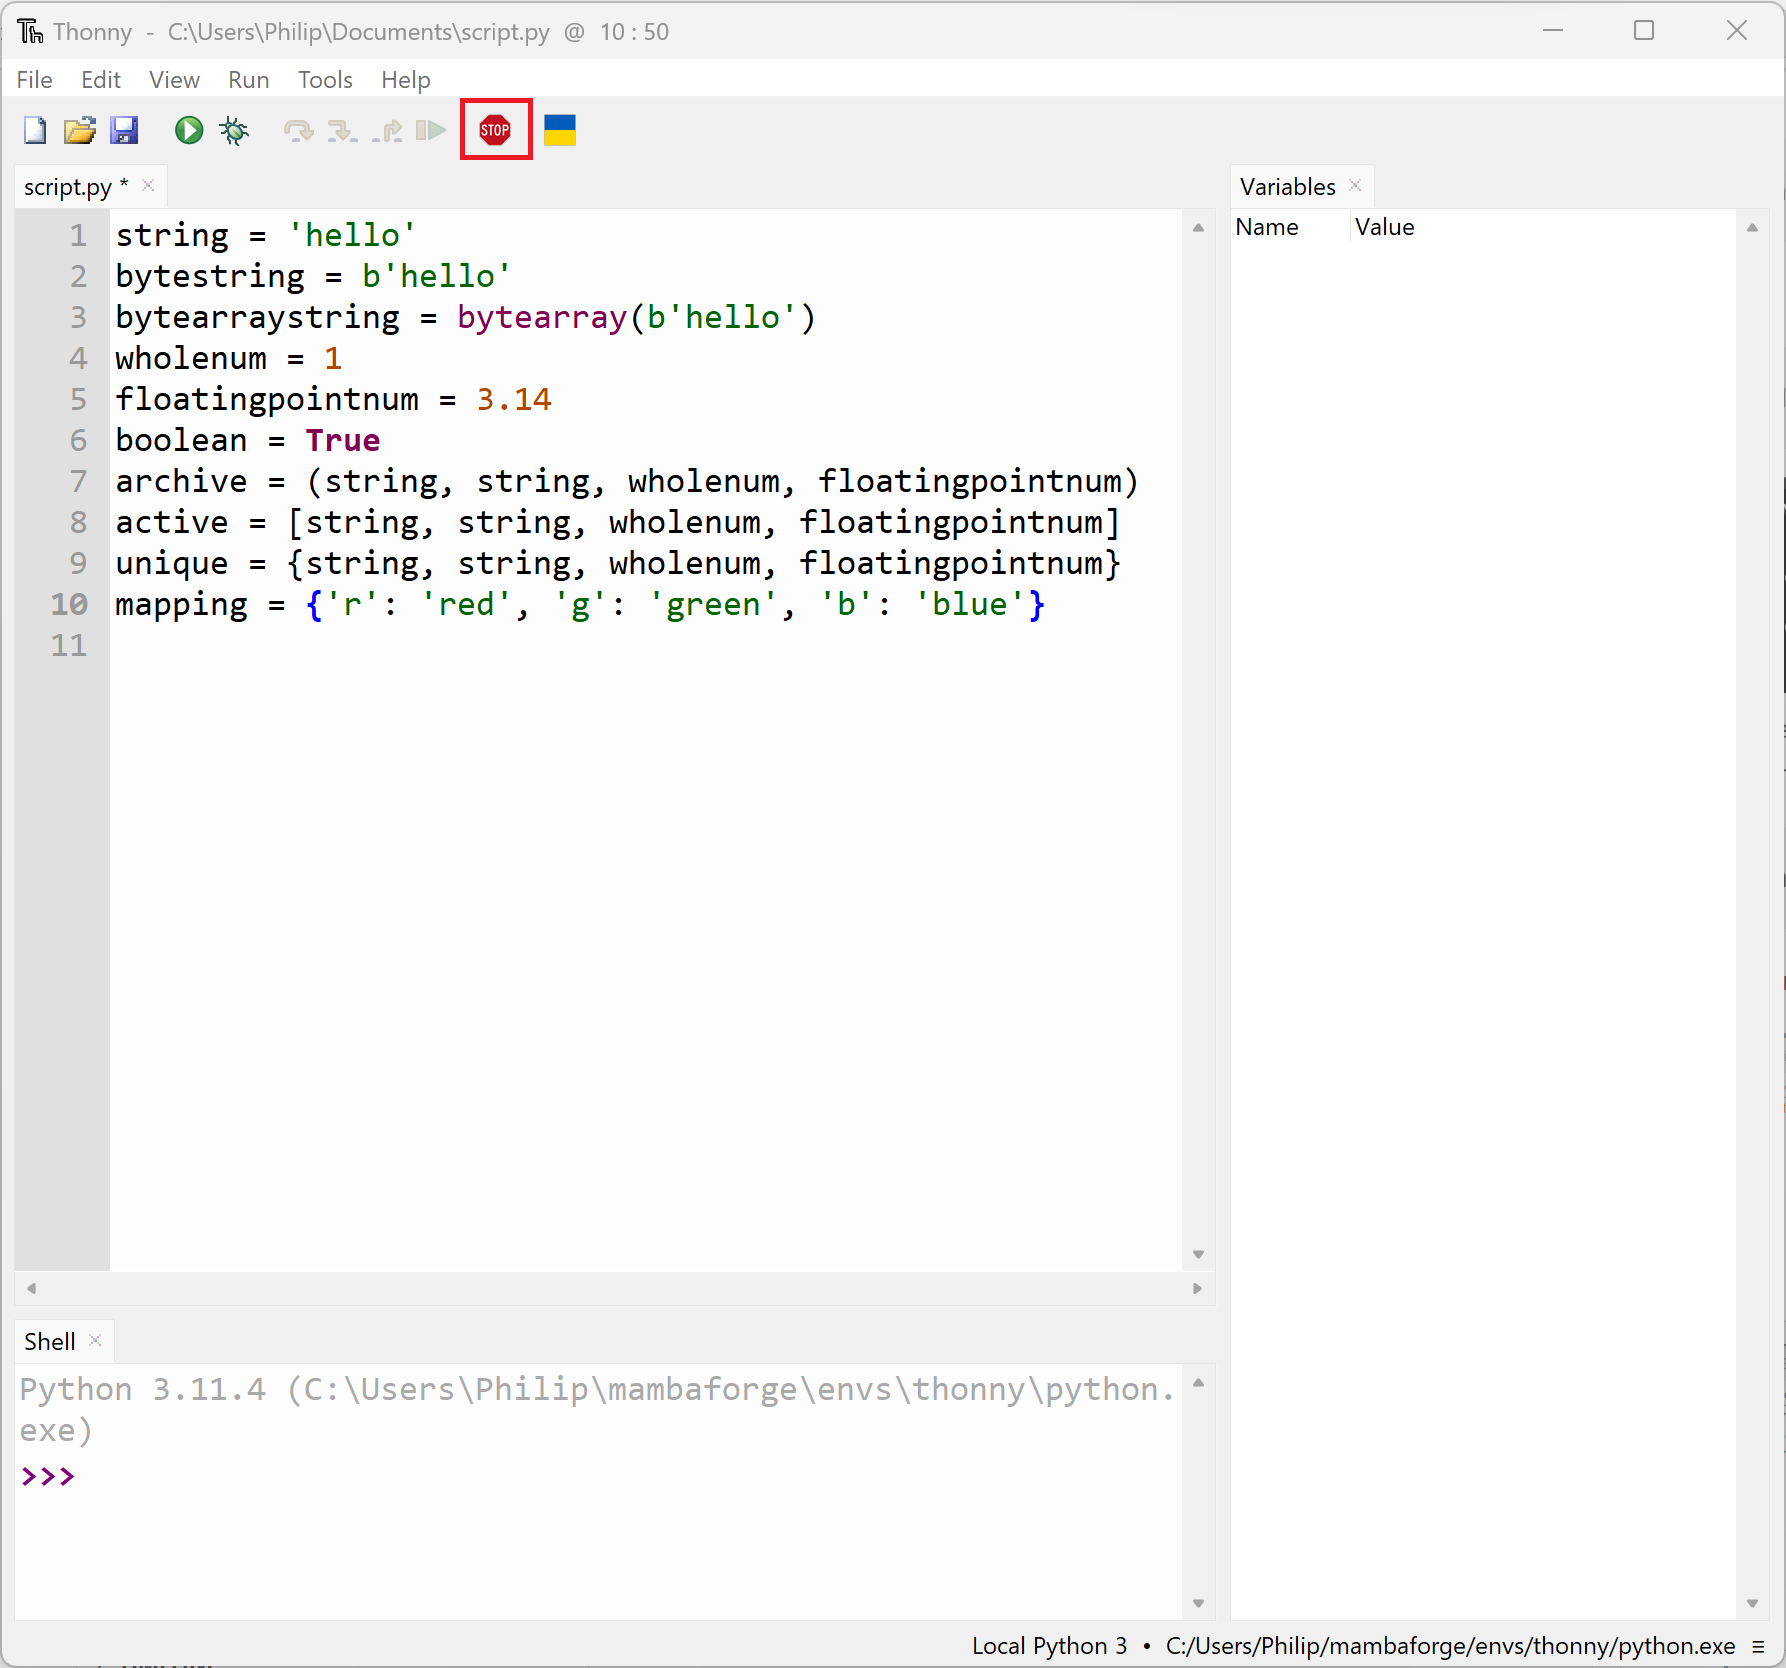 Thonny - C:\Users\Philip\Documents\script.py @ 10 : 50
File Edit View Run Tools Help
STOP
script.py *
1 string = 'hello'
2 bytestring = b'hello'
3 bytearraystring = bytearray(b'hello')
4 wholenum = 1
5 floatingpointnum = 3.14
6 boolean = True
7 archive = (string, string, wholenum, floatingpointnum)
8 active = [string, string, wholenum, floatingpointnum]
9 unique = {string, string, wholenum, floatingpointnum}
10 mapping = {'r': 'red', 'g': 'green', 'b': 'blue'}
11
Variables
Name Value
Shell
Python 3.11.4 (C:\Users\Philip\mambaforge\envs\thonny\python.
exe)
>>>
Local Python 3 • C:/Users/Philip/mambaforge/envs/thonny/python.exe ≡